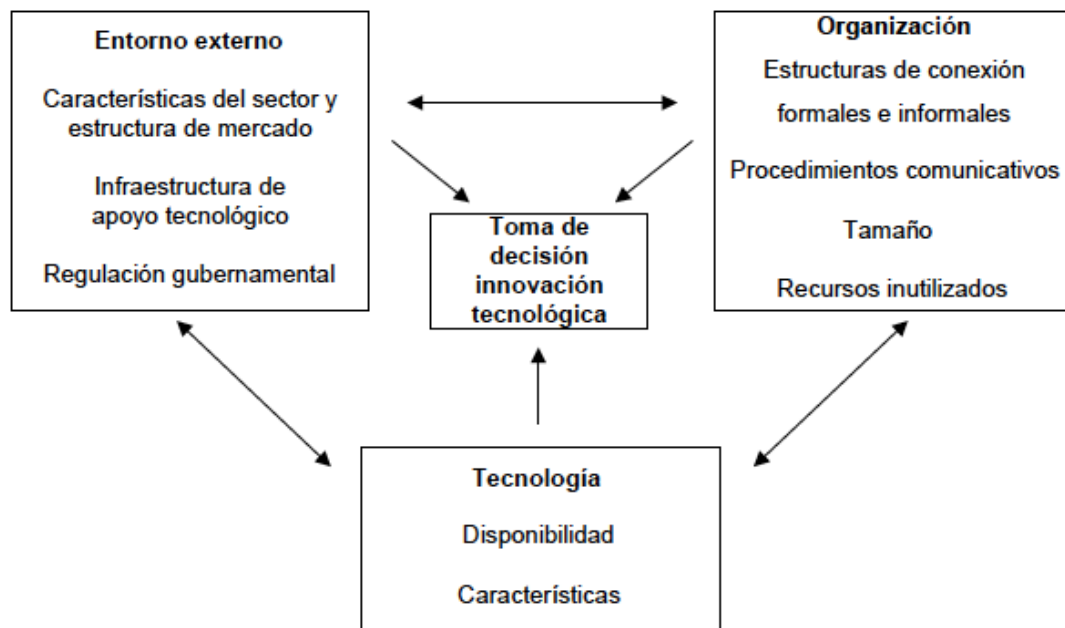 Entorno externo
Características del sector y
estructura de mercado
Infraestructura de
apoyo tecnológico
Regulación gubernamental
Organización
Estructuras de conexión
formales e informales
Procedimientos comunicativos
Tamaño
Recursos inutilizados
Toma de
decisión
innovación
tecnológica
Tecnología
Disponibilidad
Características